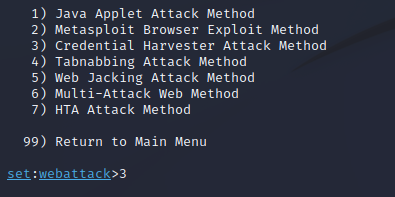 1) Java Applet Attack Method
2) Metasploit Browser Exploit Method
3) Credential Harvester Attack Method
4) Tabnabbing Attack Method
5) Web Jacking Attack Method
6) Multi-Attack Web Method
7) HTA Attack Method
99) Return to Main Menu
set:webattack>3